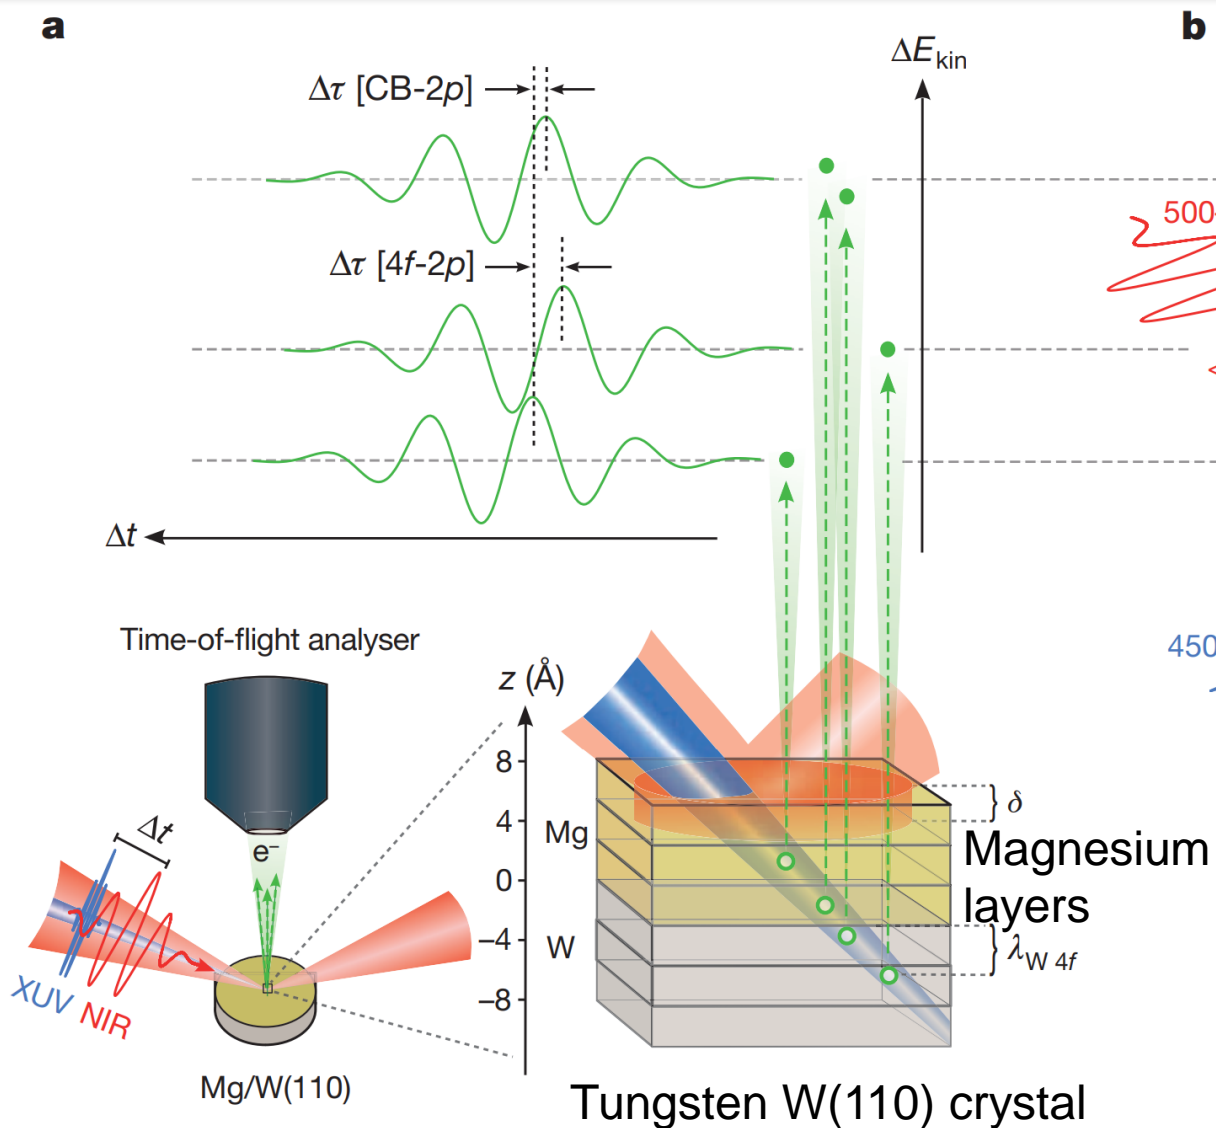 a
b
ΔE_kin
Δτ [CB-2p]
500-
Δτ [4f-2p]
Δt
Time-of-flight analyser
450
z (Å)
8
4
0
–4
–8
Mg
W
δ
Magnesium
layers
λ_W 4f
Δt
e⁻
XUV
NIR
Mg/W(110)
Tungsten W(110) crystal